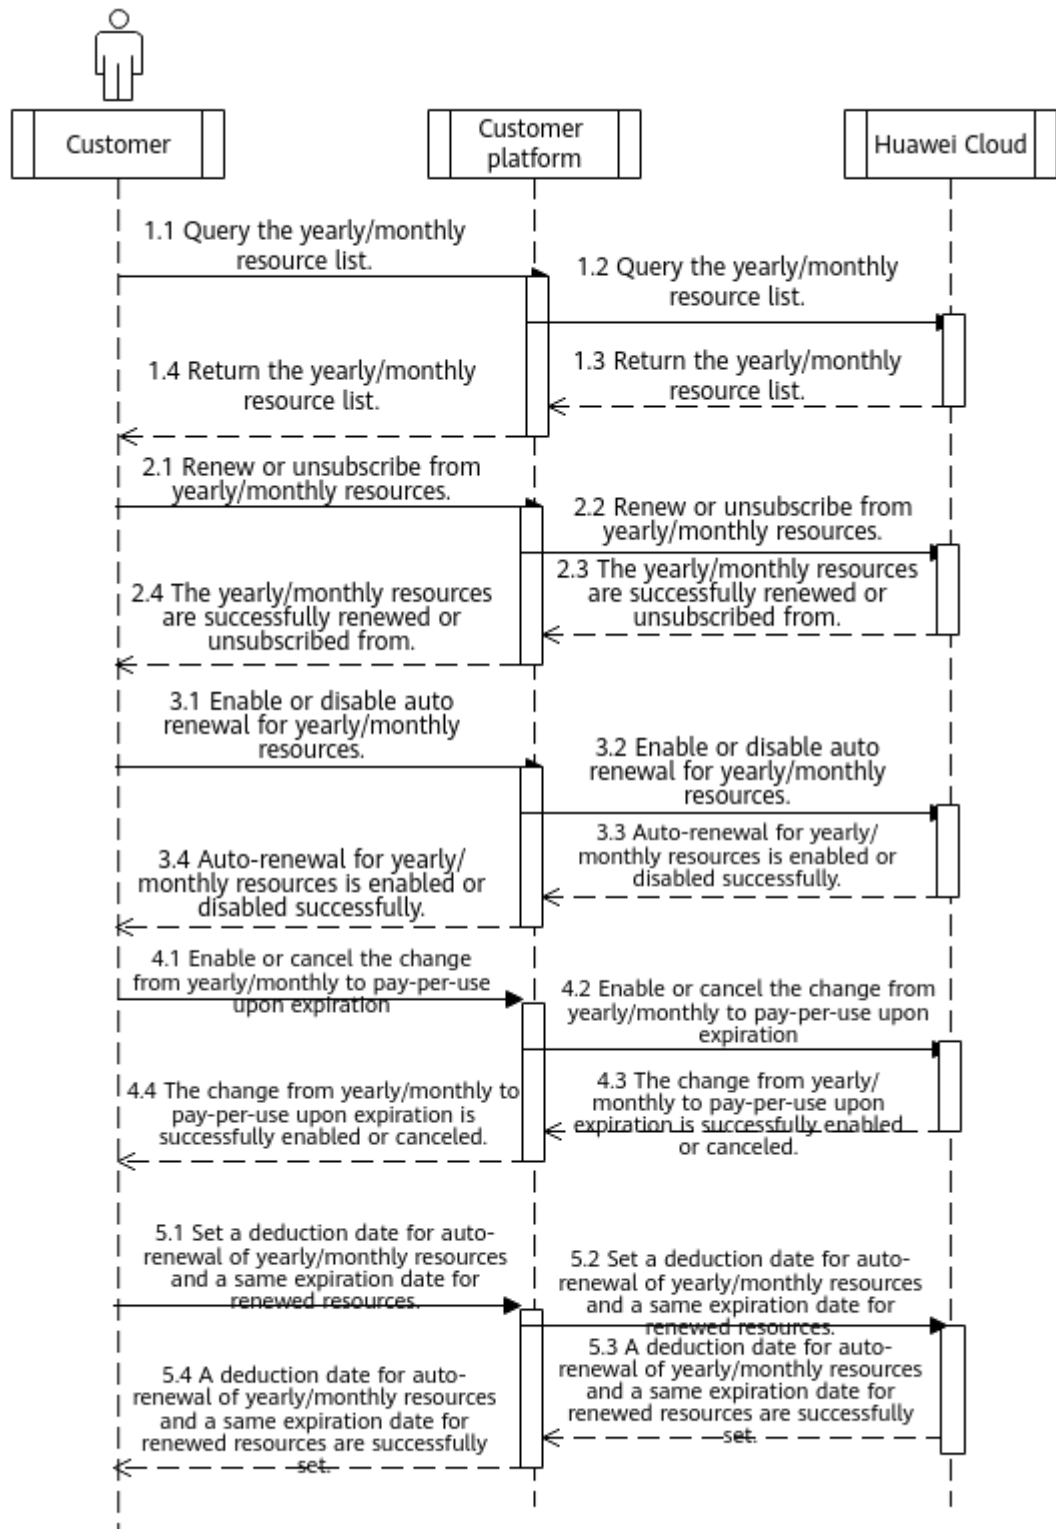 Customer
Customer
platform
Huawei Cloud
1.1 Query the yearly/monthly
resource list.
1.2 Query the yearly/monthly
resource list.
1.3 Return the yearly/monthly
resource list.
1.4 Return the yearly/monthly
resource list.
2.1 Renew or unsubscribe from
yearly/monthly resources.
2.2 Renew or unsubscribe from
yearly/monthly resources.
2.3 The yearly/monthly resources
are successfully renewed or
unsubscribed from.
2.4 The yearly/monthly resources
are successfully renewed or
unsubscribed from.
3.1 Enable or disable auto
renewal for yearly/monthly
resources.
3.2 Enable or disable auto
renewal for yearly/monthly
resources.
3.3 Auto-renewal for yearly/
monthly resources is enabled or
disabled successfully.
3.4 Auto-renewal for yearly/
monthly resources is enabled or
disabled successfully.
4.1 Enable or cancel the change
from yearly/monthly to pay-per-use
upon expiration
4.2 Enable or cancel the change from
yearly/monthly to pay-per-use upon
expiration
4.3 The change from yearly/
monthly to pay-per-use upon
expiration is successfully enabled
or canceled.
4.4 The change from yearly/monthly to
pay-per-use upon expiration is
successfully enabled or canceled.
5.1 Set a deduction date for auto-
renewal of yearly/monthly resources
and a same expiration date for
renewed resources.
5.2 Set a deduction date for auto-
renewal of yearly/monthly resources
and a same expiration date for
renewed resources.
5.3 A deduction date for auto-
renewal of yearly/monthly resources
and a same expiration date for
renewed resources are successfully
set.
5.4 A deduction date for auto-
renewal of yearly/monthly resources
and a same expiration date for
renewed resources are successfully
set.